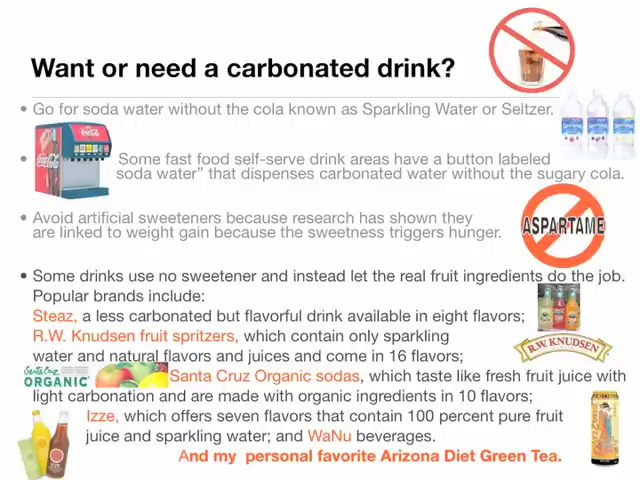 Want or need a carbonated drink?
• Go for soda water without the cola known as Sparkling Water or Seltzer.
• Some fast food self-serve drink areas have a button labeled
soda water” that dispenses carbonated water without the sugary cola.
• Avoid artificial sweeteners because research has shown they
are linked to weight gain because the sweetness triggers hunger.
ASPARTAME
• Some drinks use no sweetener and instead let the real fruit ingredients do the job.
Popular brands include:
Steaz, a less carbonated but flavorful drink available in eight flavors;
R.W. Knudsen fruit spritzers, which contain only sparkling
water and natural flavors and juices and come in 16 flavors;
R.W. KNUDSEN
Santa Cruz
ORGANIC
Santa Cruz Organic sodas, which taste like fresh fruit juice with
light carbonation and are made with organic ingredients in 10 flavors;
Izze, which offers seven flavors that contain 100 percent pure fruit
juice and sparkling water; and WaNu beverages.
And my personal favorite Arizona Diet Green Tea.